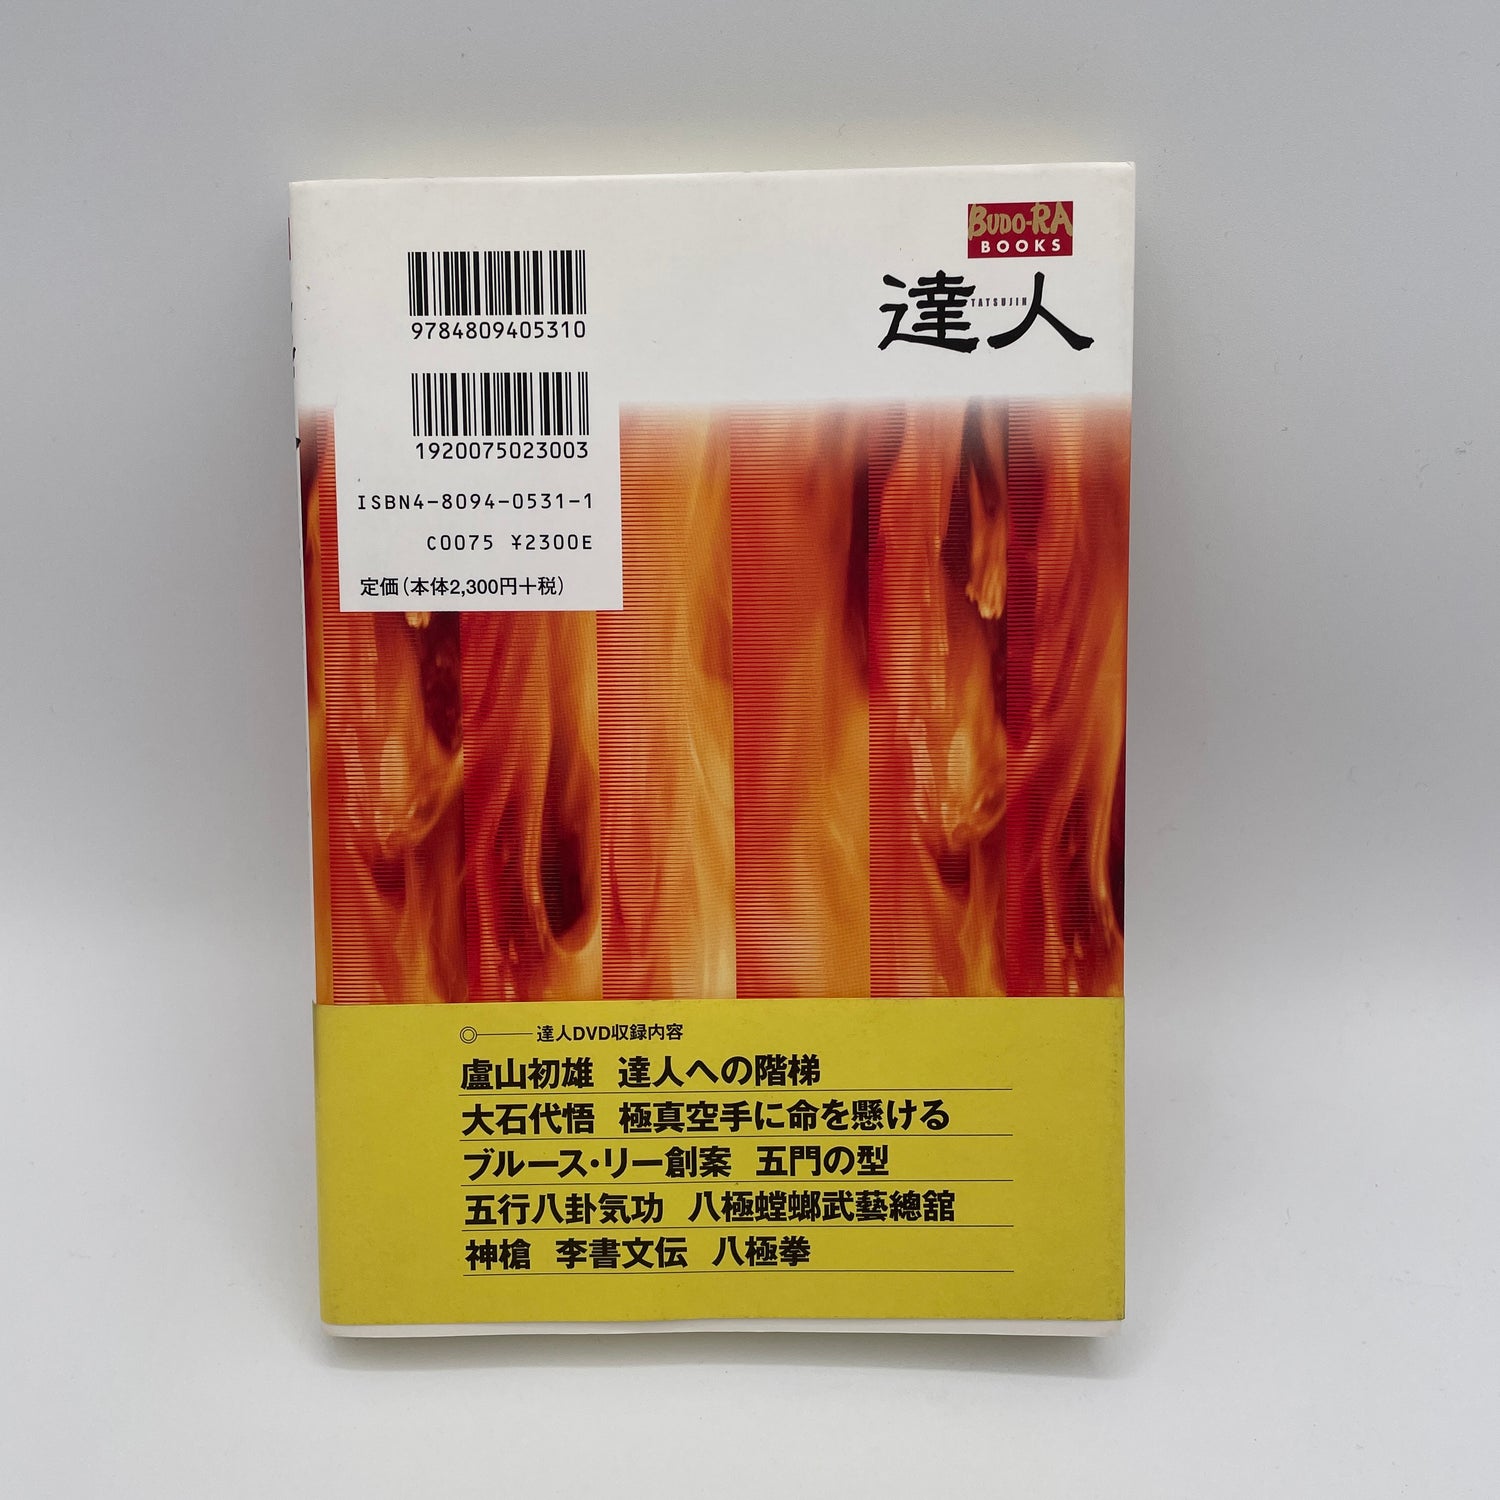 BUDO-RA
BOOKS
達人
TATSUJIN
9784809405310
1920075023003
ISBN4-8094-0531-1
C0075 ¥2300E
定価(本体2,300円+税)
達人DVD収録内容
盧山初雄 達人への階梯
大石代悟 極真空手に命を懸ける
ブルース・リー創案 五門の型
五行八卦気功 八極螳螂武藝總舘
神槍 李書文伝 八極拳